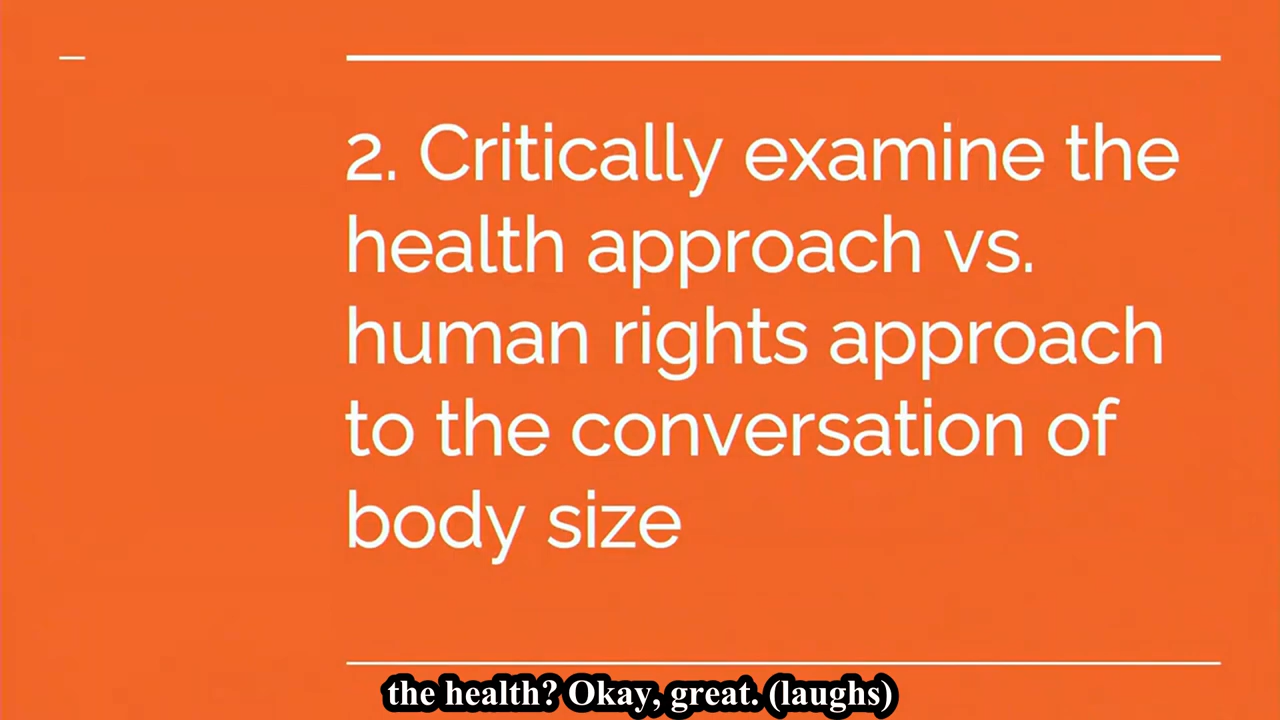 2. Critically examine the
health approach vs.
human rights approach
to the conversation of
body size
the health? Okay, great. (laughs)